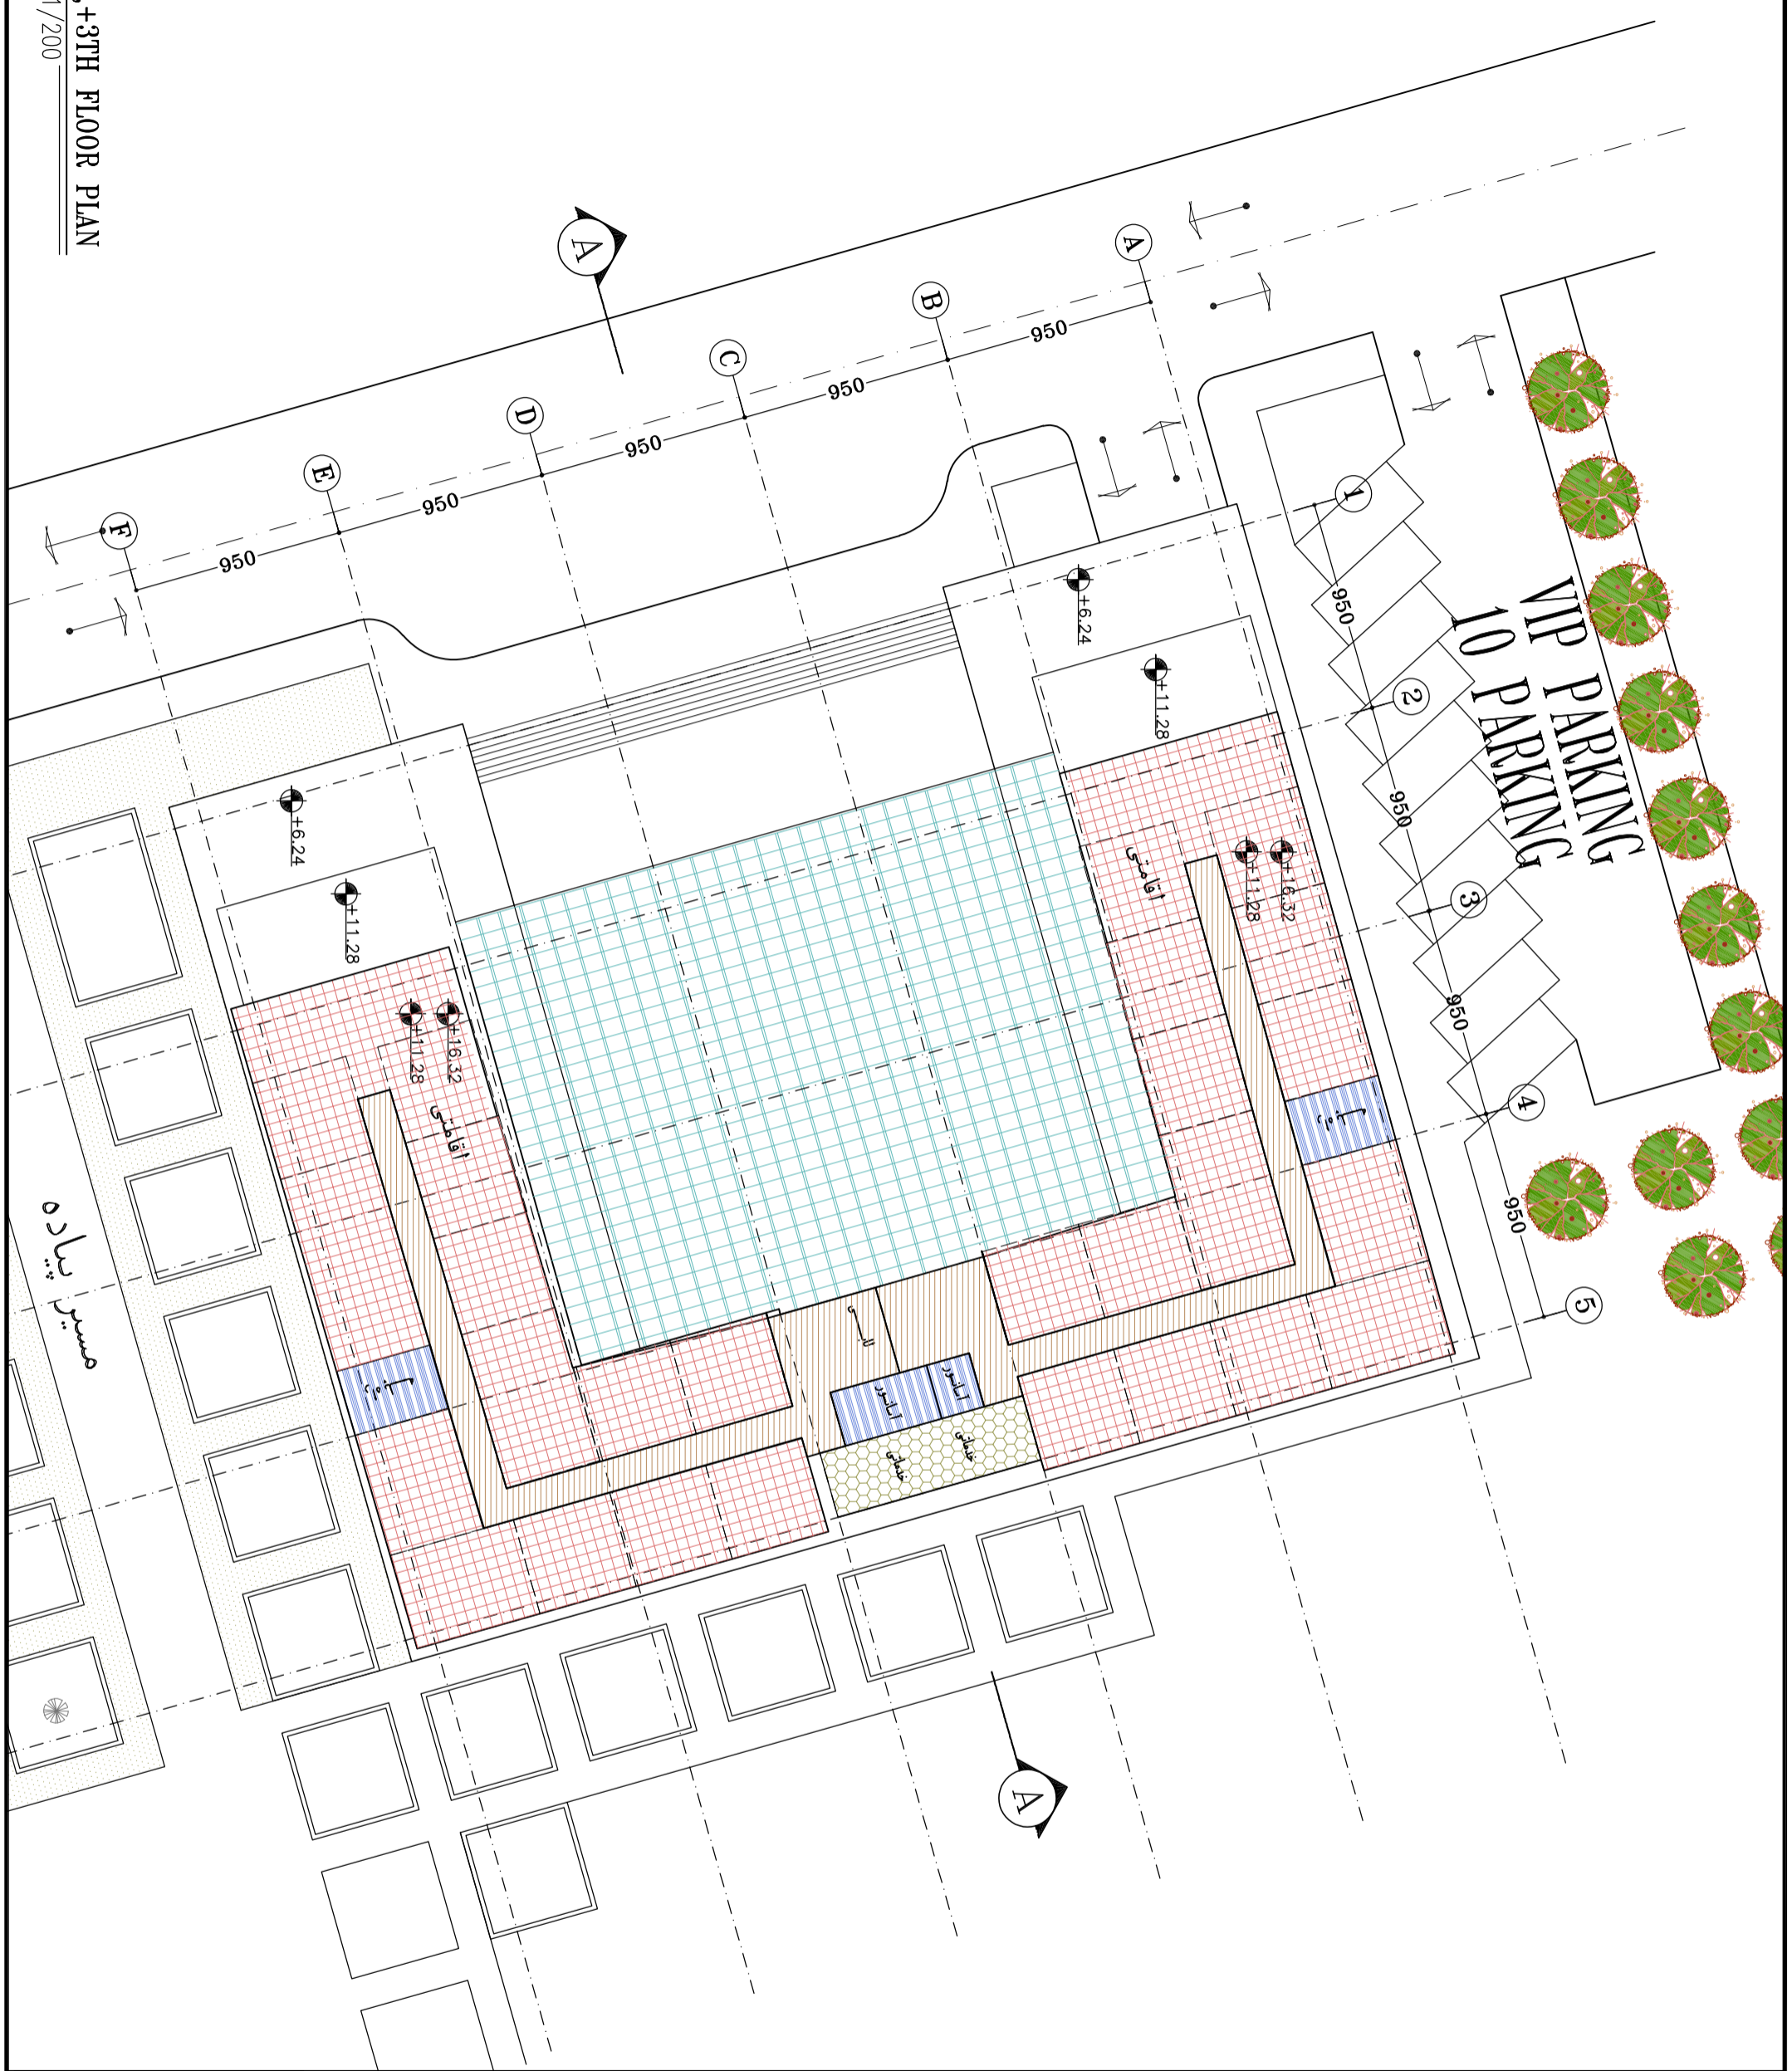 ,+3TH FLOOR PLAN
1/200
VIP PARKING
10 PARKING
A
B
C
D
E
F
950
950
950
950
950
1
2
3
4
5
950
950
950
950
A
A
+6.24
+11.28
+16.32
+11.28
اقامتی
+6.24
+11.28
+16.32
+11.28
اقامتی
لابی
آسانسور
آسانسور
خدماتی
خدماتی
مسیر پیاده